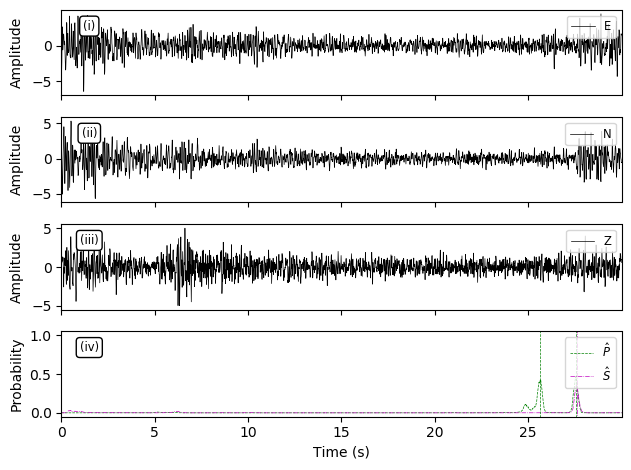 Amplitude
0
−5
(i)
E
Amplitude
5
0
−5
(ii)
N
Amplitude
5
0
−5
(iii)
Z
Probability
1.0
0.5
0.0
(iv)
P̂
Ŝ
0 5 10 15 20 25
Time (s)